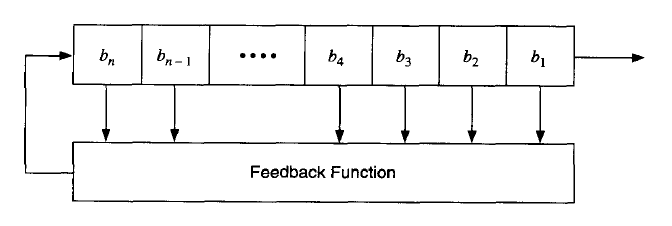 bₙ bₙ₋₁ •••• b₄ b₃ b₂ b₁
Feedback Function